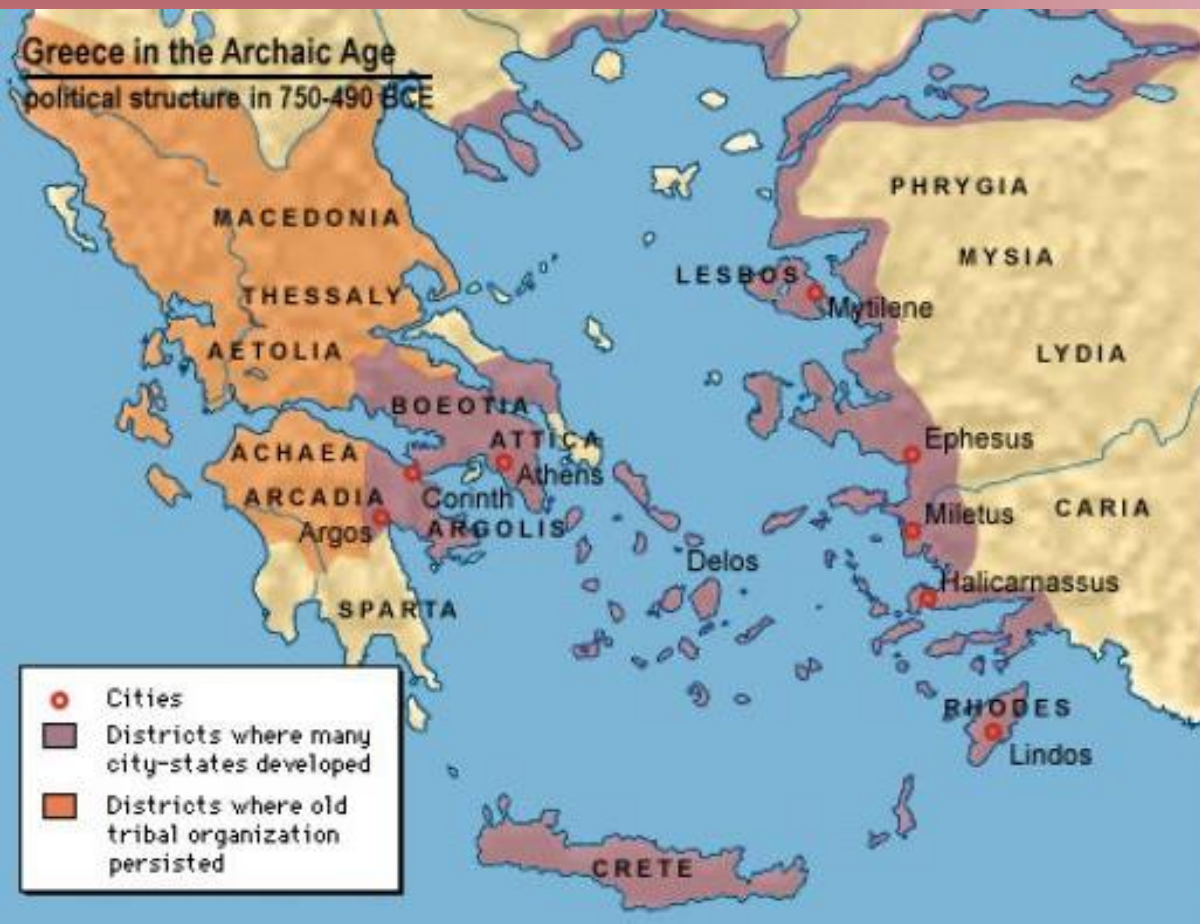 Greece in the Archaic Age
political structure in 750-490 BCE
PHRYGIA
MACEDONIA
MYSIA
LESBOS
THESSALY
Mytilene
AETOLIA
LYDIA
BOEOTIA
ATTICA
Ephesus
ACHAEA
Athens
ARCADIA
Corinth
CARIA
Miletus
Argos
ARGOLIS
Delos
Halicarnassus
SPARTA
RHODES
Lindos
CRETE
Cities
Districts where many
city-states developed
Districts where old
tribal organization
persisted